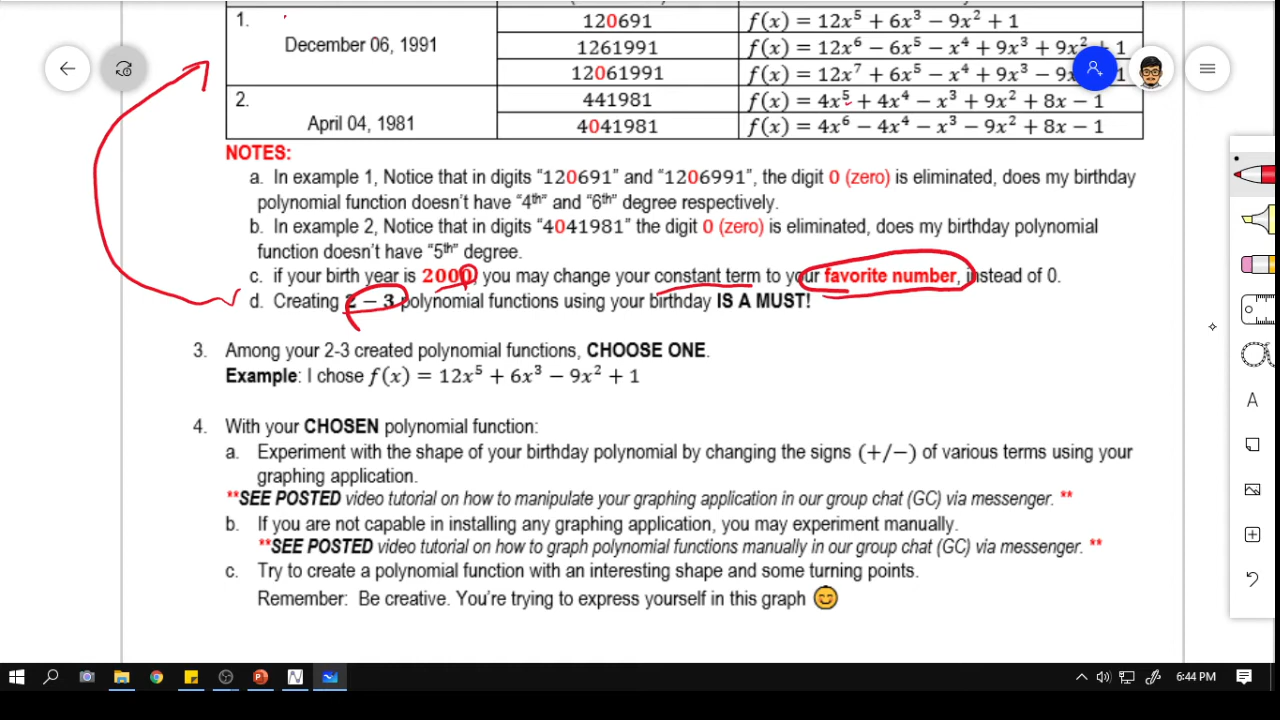 1.
December 06, 1991
120691
f(x) = 12x⁵ + 6x³ − 9x² + 1
1261991
f(x) = 12x⁶ − 6x⁵ − x⁴ + 9x³ + 9x² + 1
12061991
f(x) = 12x⁷ + 6x⁵ − x⁴ + 9x³ − 9x 1
2.
April 04, 1981
441981
f(x) = 4x⁵ + 4x⁴ − x³ + 9x² + 8x − 1
4041981
f(x) = 4x⁶ − 4x⁴ − x³ − 9x² + 8x − 1
NOTES:
a. In example 1, Notice that in digits “120691” and “1206991”, the digit 0 (zero) is eliminated, does my birthday
polynomial function doesn’t have “4th” and “6th” degree respectively.
b. In example 2, Notice that in digits “4041981” the digit 0 (zero) is eliminated, does my birthday polynomial
function doesn’t have “5th” degree.
c. if your birth year is 2000, you may change your constant term to your favorite number, instead of 0.
d. Creating 2 – 3 polynomial functions using your birthday IS A MUST!
3. Among your 2-3 created polynomial functions, CHOOSE ONE.
Example: I chose f(x) = 12x⁵ + 6x³ − 9x² + 1
4. With your CHOSEN polynomial function:
a. Experiment with the shape of your birthday polynomial by changing the signs (+/−) of various terms using your
graphing application.
**SEE POSTED video tutorial on how to manipulate your graphing application in our group chat (GC) via messenger. **
b. If you are not capable in installing any graphing application, you may experiment manually.
**SEE POSTED video tutorial on how to graph polynomial functions manually in our group chat (GC) via messenger. **
c. Try to create a polynomial function with an interesting shape and some turning points.
Remember: Be creative. You’re trying to express yourself in this graph 😊
A
6:44 PM